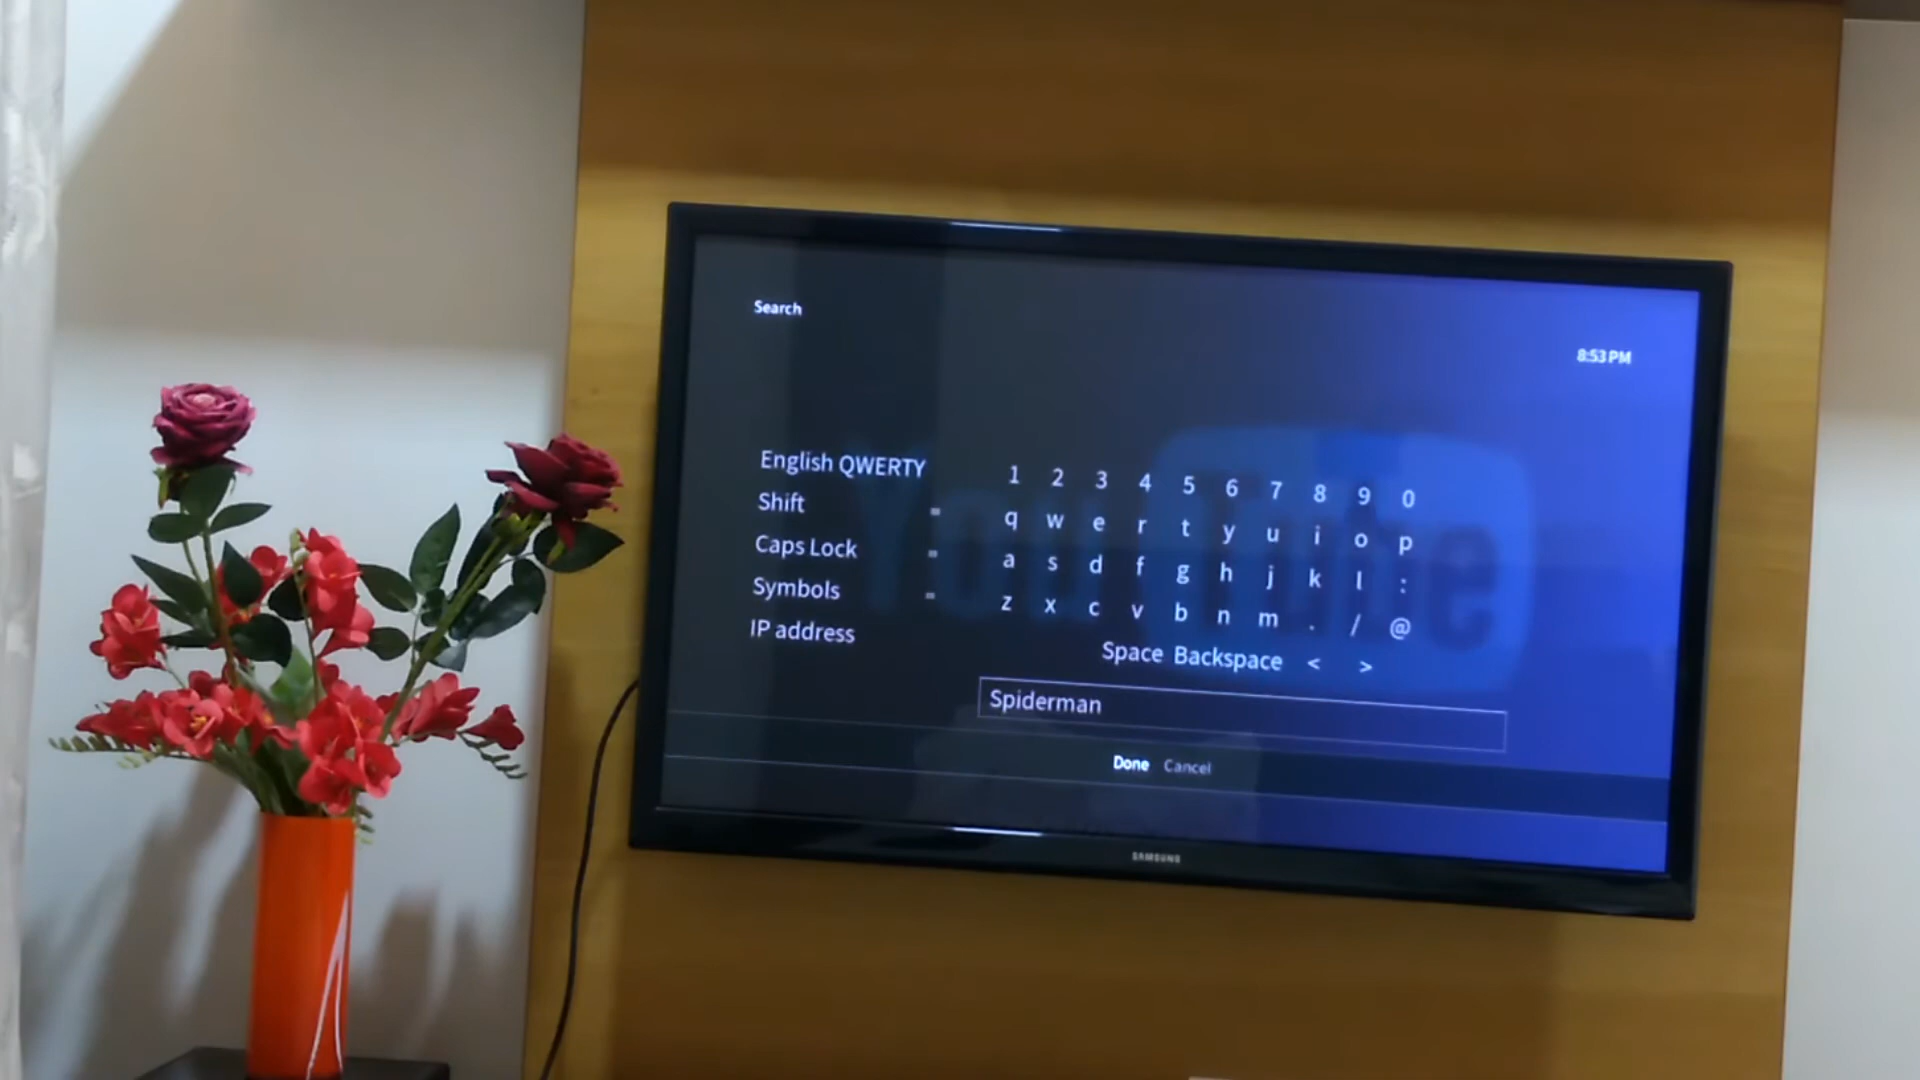 Search
8:53 PM
English QWERTY
Shift
Caps Lock
Symbols
IP address
1 2 3 4 5 6 7 8 9 0
q w e r t y u i o p
a s d f g h j k l :
z x c v b n m . / @
Space Backspace < >
YouTube
Spiderman
Done Cancel
SAMSUNG